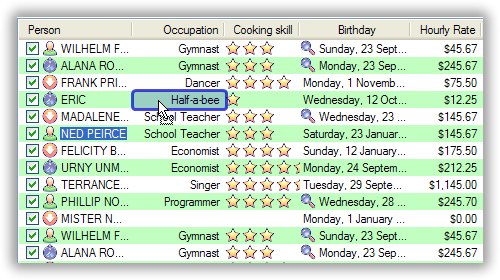 Person Occupation Cooking skill Birthday Hourly Rate
WILHELM F... Gymnast Sunday, 23 Sept... $45.67
ALANA RO... Gymnast Monday, 23 Sept... $245.67
FRANK PRI... Dancer Monday, 1 Novemb... $75.50
ERIC Half-a-bee Wednesday, 12 Oct... $12.25
MADALENE... School Teacher Wednesday, 23 ... $145.67
NED PEIRCE School Teacher Saturday, 23 Januar... $145.67
FELICITY B... Economist Sunday, 12 January... $175.50
URNY UNM... Economist Monday, 24 Septem... $212.25
TERRANCE... Singer Tuesday, 29 Septe... $1,145.00
PHILLIP NO... Programmer Wednesday, 28 ... $245.70
MISTER N... Monday, 1 January ... $0.00
WILHELM F... Gymnast Sunday, 23 Sept... $45.67
ALANA RO... Gymnast Monday, 23 Sept... $245.67